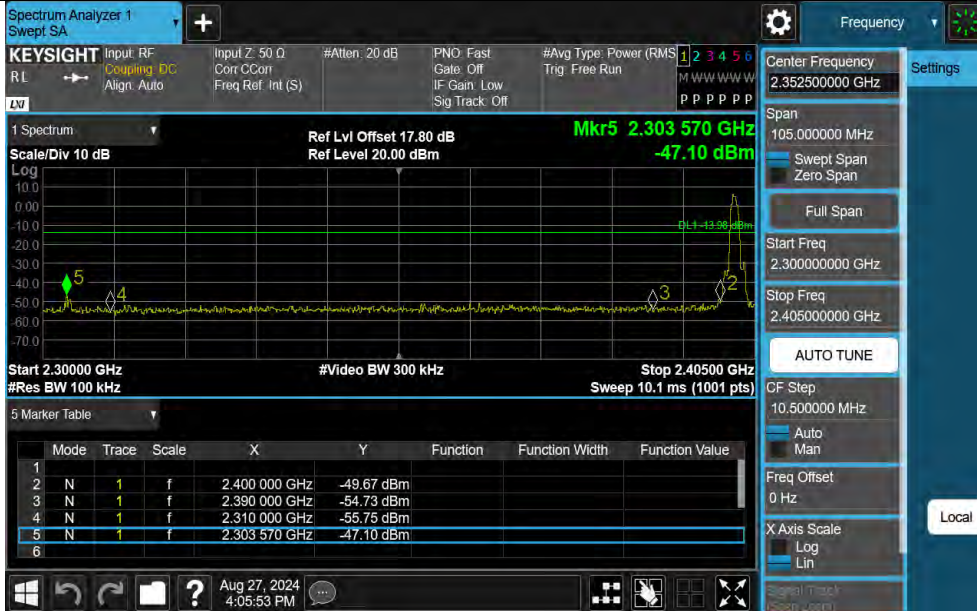 Spectrum Analyzer 1
Swept SA
Frequency
KEYSIGHT
RL
LXI
Input: RF
Coupling: DC
Align: Auto
Input Z: 50 Ω
Corr CCorr
Freq Ref: Int (S)
#Atten: 20 dB
PNO: Fast
Gate: Off
IF Gain: Low
Sig Track: Off
#Avg Type: Power (RMS
Trig: Free Run
1 2 3 4 5 6
M W W W W W
P P P P P P
1 Spectrum
Scale/Div 10 dB
Ref Lvl Offset 17.80 dB
Ref Level 20.00 dBm
Mkr5 2.303 570 GHz
-47.10 dBm
Log
10.0
0.00
-10.0
-20.0
-30.0
-40.0
-50.0
-60.0
-70.0
DL1 -13.98 dBm
5
4
3
2
Start 2.30000 GHz
#Res BW 100 kHz
#Video BW 300 kHz
Stop 2.40500 GHz
Sweep 10.1 ms (1001 pts)
5 Marker Table
Mode Trace Scale X Y Function Function Width Function Value
1
2 N 1 f 2.400 000 GHz -49.67 dBm
3 N 1 f 2.390 000 GHz -54.73 dBm
4 N 1 f 2.310 000 GHz -55.75 dBm
5 N 1 f 2.303 570 GHz -47.10 dBm
6
?
Aug 27, 2024
4:05:53 PM
Center Frequency
2.352500000 GHz
Span
105.000000 MHz
Swept Span
Zero Span
Full Span
Start Freq
2.300000000 GHz
Stop Freq
2.405000000 GHz
AUTO TUNE
CF Step
10.500000 MHz
Auto
Man
Freq Offset
0 Hz
X Axis Scale
Log
Lin
Signal Track
Settings
Local